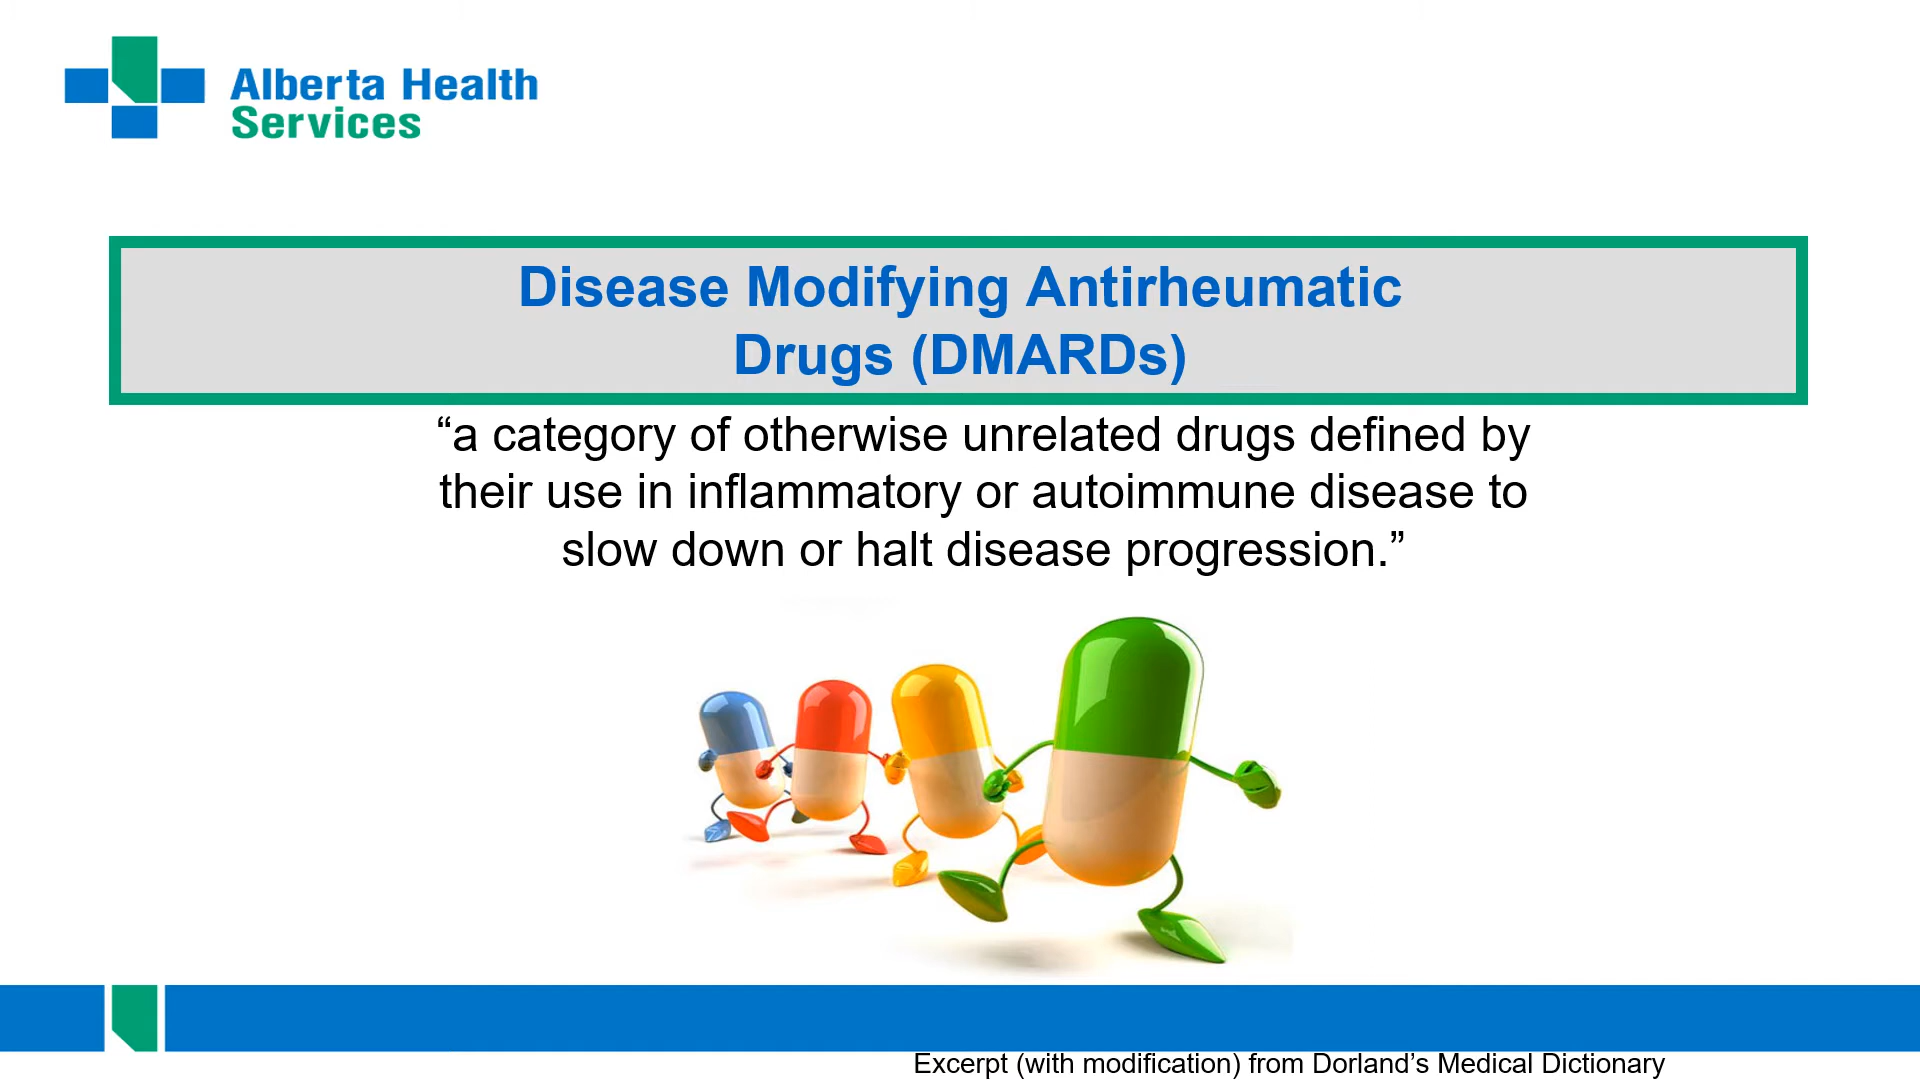 Alberta Health
Services
Disease Modifying Antirheumatic
Drugs (DMARDs)
“a category of otherwise unrelated drugs defined by
their use in inflammatory or autoimmune disease to
slow down or halt disease progression.”
Excerpt (with modification) from Dorland’s Medical Dictionary